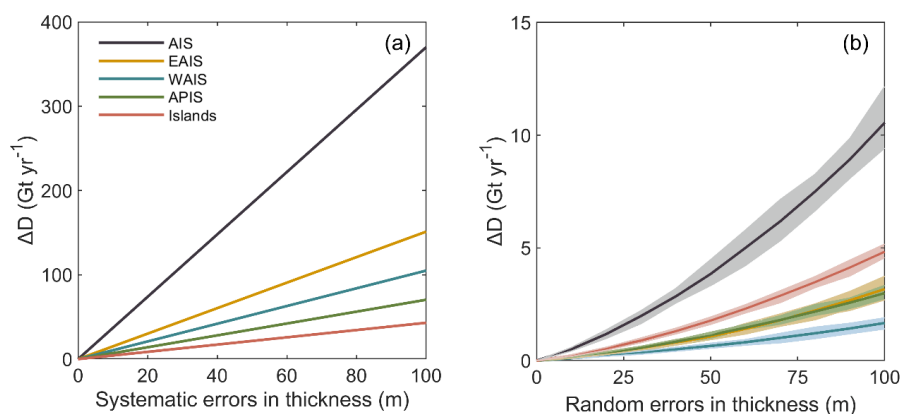 (a)
ΔD (Gt yr⁻¹)
400
300
200
100
0
AIS
EAIS
WAIS
APIS
Islands
0 20 40 60 80 100
Systematic errors in thickness (m)
(b)
ΔD (Gt yr⁻¹)
15
10
5
0
0 25 50 75 100
Random errors in thickness (m)